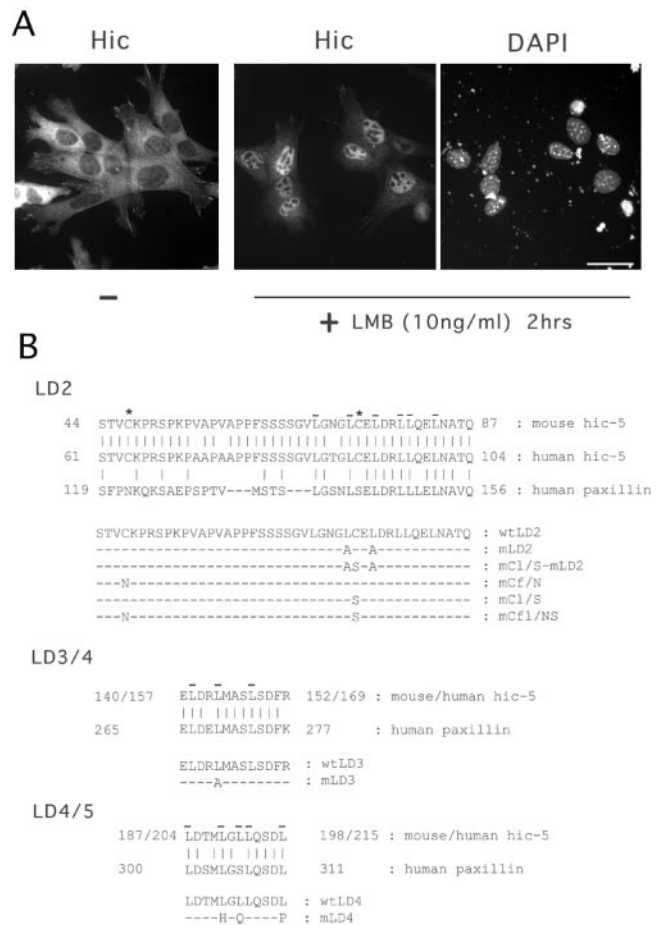 A
Hic Hic DAPI
− + LMB (10ng/ml) 2hrs
B
LD2
* *
44 STVCKPRSPKPVAPVAPPFSSSSGVLGNGLCELDRLLQELNATQ 87 : mouse hic-5
61 STVCKPRSPKPAAPAAPPFSSSSGVLGTGLCELDRLLQELNATQ 104 : human hic-5
119 SFPNKQKSAEPSPTV---MSTS---LGSNLSELDRLLLELNAVQ 156 : human paxillin
STVCKPRSPKPVAPVAPPFSSSSGVLGNGLCELDRLLQELNATQ : wtLD2
-----------------------------A--A----------- : mLD2
-----------------------------AS-A----------- : mCl/S-mLD2
---N---------------------------------------- : mCf/N
------------------------------S------------- : mCl/S
---N--------------------------S------------- : mCfl/NS
LD3/4
140/157 ELDRLMASLSDFR 152/169 : mouse/human hic-5
265 ELDELMASLSDFK 277 : human paxillin
ELDRLMASLSDFR : wtLD3
----A-------- : mLD3
LD4/5
187/204 LDTMLGLLQSDL 198/215 : mouse/human hic-5
300 LDSMLGSLQSDL 311 : human paxillin
LDTMLGLLQSDL : wtLD4
----H-Q----P : mLD4